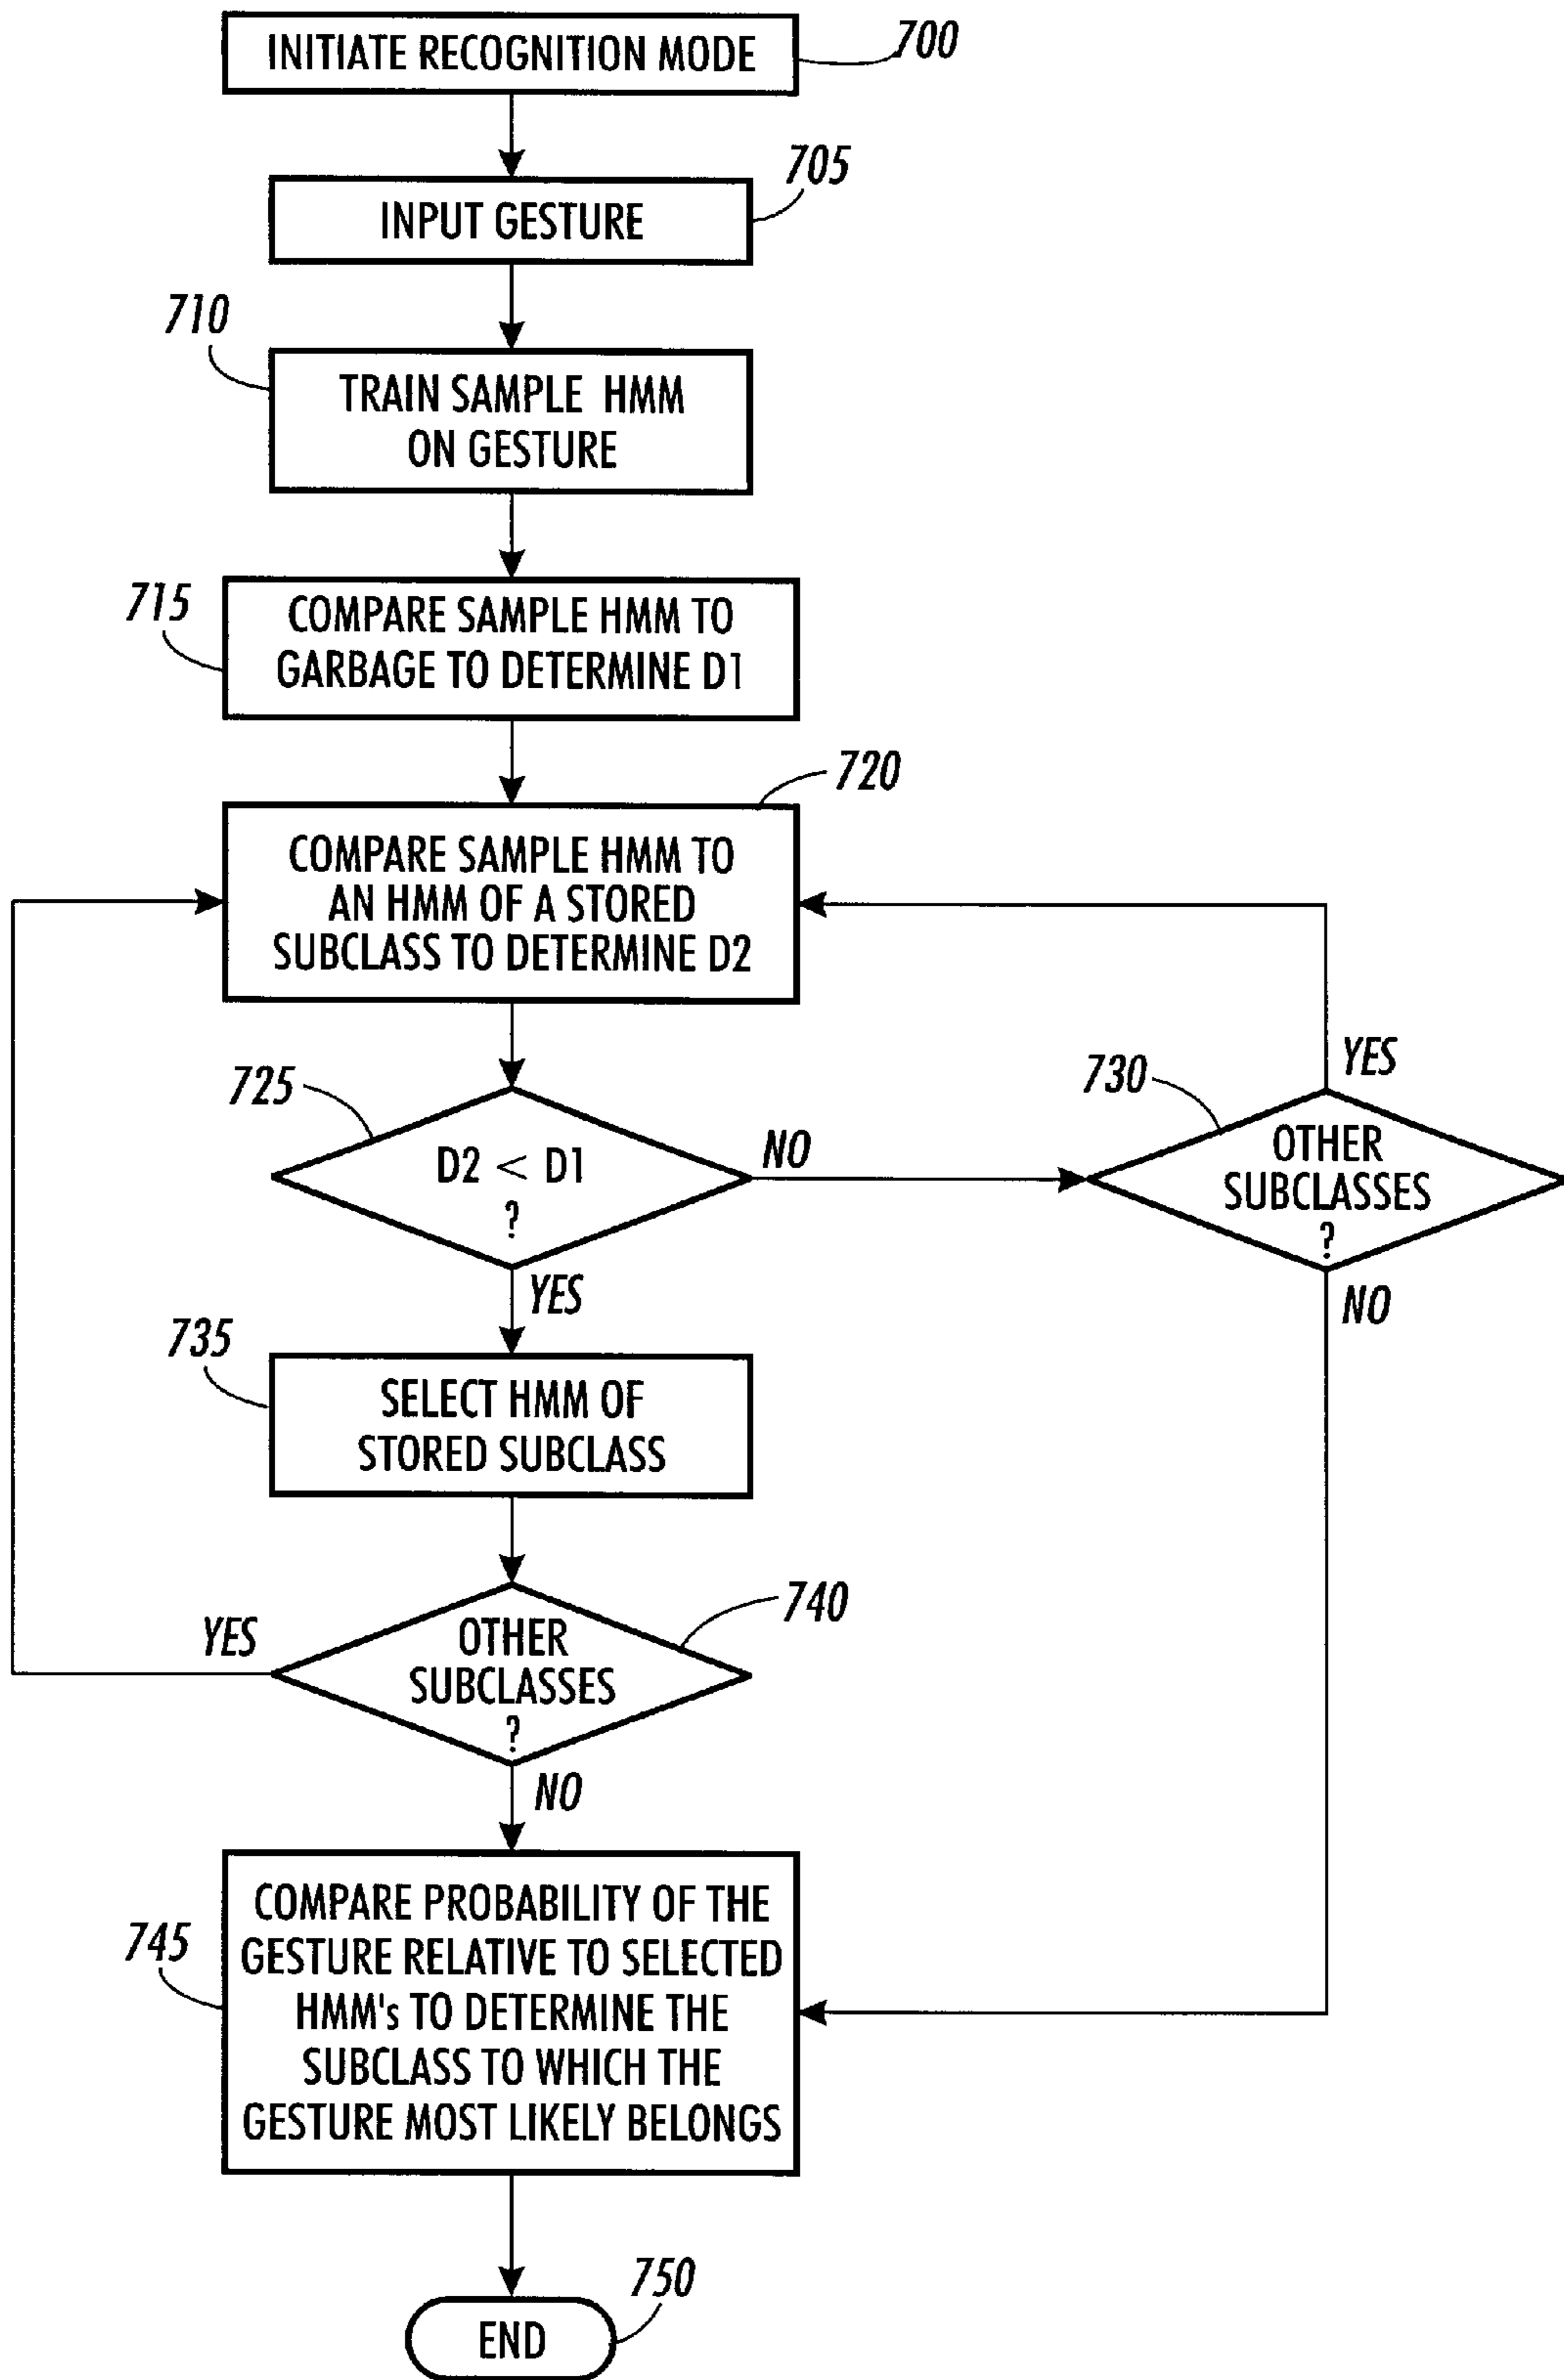 INITIATE RECOGNITION MODE
700
705
INPUT GESTURE
710
TRAIN SAMPLE HMM
ON GESTURE
715
COMPARE SAMPLE HMM TO
GARBAGE TO DETERMINE D1
720
COMPARE SAMPLE HMM TO
AN HMM OF A STORED
SUBCLASS TO DETERMINE D2
725
D2 < D1
?
NO
730
YES
OTHER
SUBCLASSES
?
NO
YES
735
SELECT HMM OF
STORED SUBCLASS
740
YES
OTHER
SUBCLASSES
?
NO
745
COMPARE PROBABILITY OF THE
GESTURE RELATIVE TO SELECTED
HMM's TO DETERMINE THE
SUBCLASS TO WHICH THE
GESTURE MOST LIKELY BELONGS
750
END